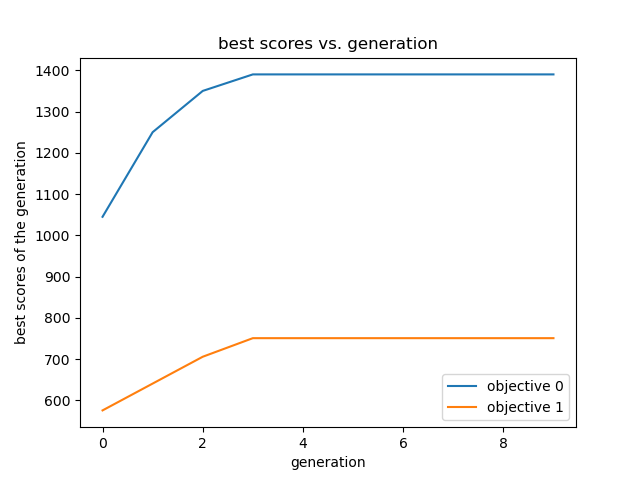 best scores vs. generation
best scores of the generation
1400
1300
1200
1100
1000
900
800
700
600
objective 0
objective 1
0 2 4 6 8
generation